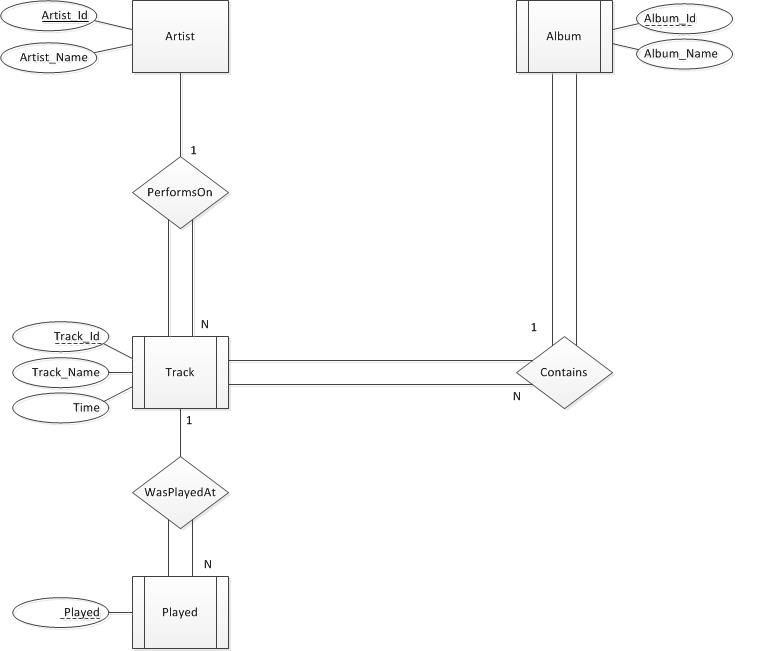 Artist_Id
Artist
Album
Album_Id
Artist_Name
Album_Name
1
PerformsOn
N
1
Track_Id
Track_Name
Track
Contains
N
Time
1
WasPlayedAt
N
Played
Played